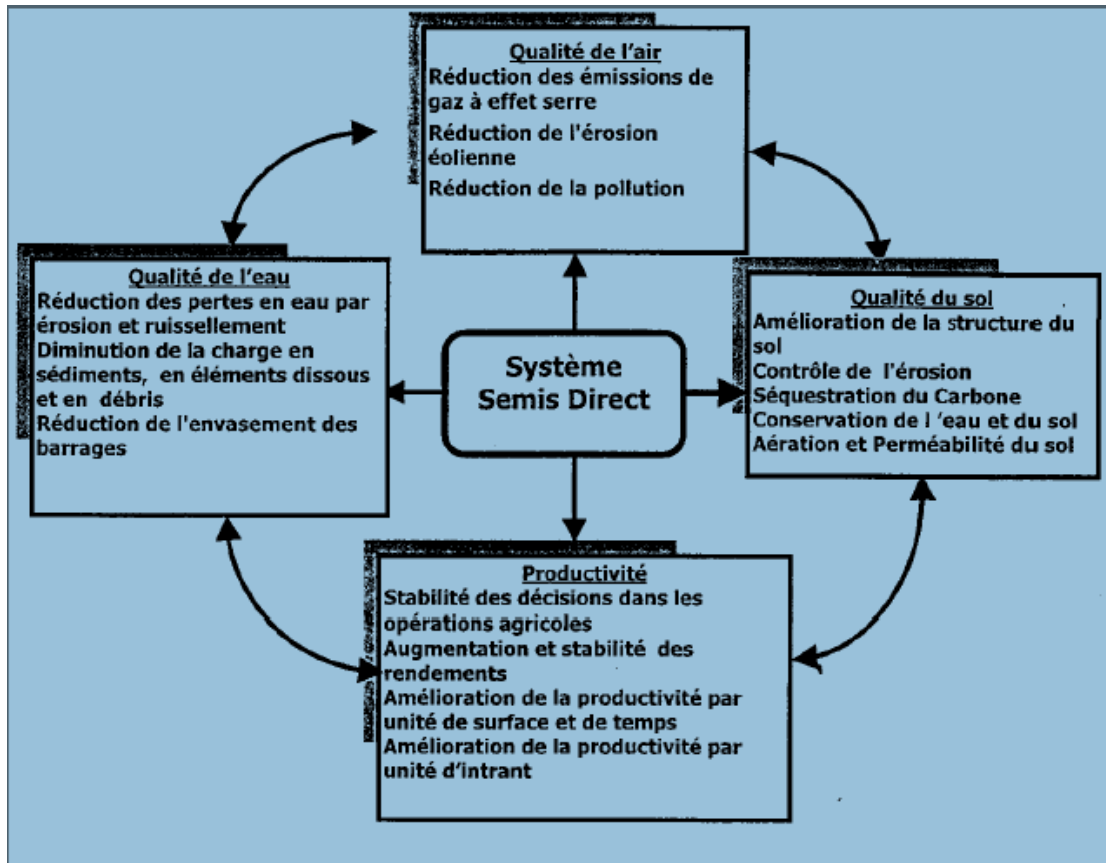 Qualité de l'air
Réduction des émissions de
gaz à effet serre
Réduction de l'érosion
éolienne
Réduction de la pollution
Qualité de l'eau
Réduction des pertes en eau par
érosion et ruissellement
Diminution de la charge en
sédiments, en éléments dissous
et en débris
Réduction de l'envasement des
barrages
Système
Semis Direct
Qualité du sol
Amélioration de la structure du
sol
Contrôle de l'érosion
Séquestration du Carbone
Conservation de l 'eau et du sol
Aération et Perméabilité du sol
Productivité
Stabilité des décisions dans les
opérations agricoles
Augmentation et stabilité des
rendements
Amélioration de la productivité par
unité de surface et de temps
Amélioration de la productivité par
unité d'intrant